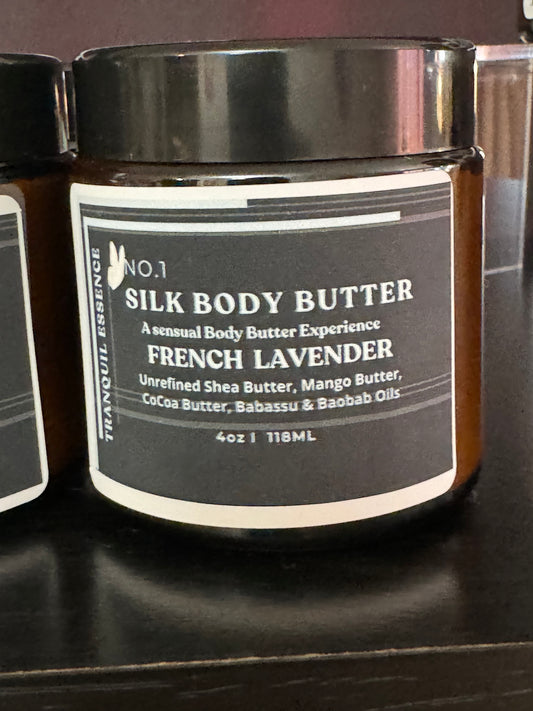 TRANQUIL ESSENCE
NO.1
SILK BODY BUTTER
A sensual Body Butter Experience
FRENCH LAVENDER
Unrefined Shea Butter, Mango Butter,
CoCoa Butter, Babassu & Baobab Oils
4oz I 118ML